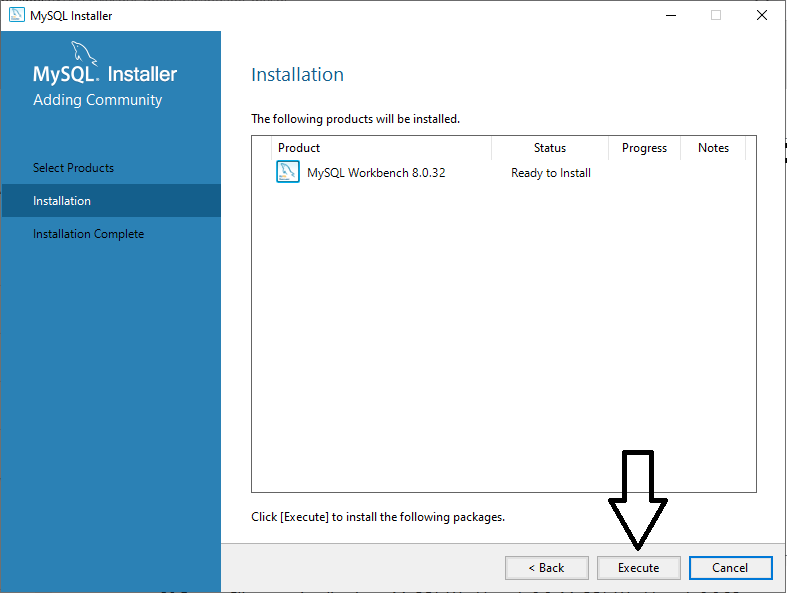 MySQL Installer
MySQL. Installer
Adding Community
Select Products
Installation
Installation Complete
Installation
The following products will be installed.
Product Status Progress Notes
MySQL Workbench 8.0.32 Ready to Install
Click [Execute] to install the following packages.
< Back Execute Cancel